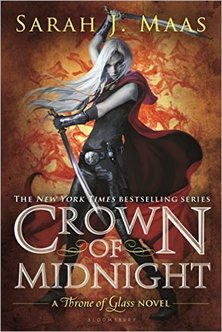 SARAH J. MAAS
THE NEW YORK TIMES BESTSELLING SERIES
CROWN
OF
MIDNIGHT
A Throne of Glass NOVEL
BLOOMSBURY